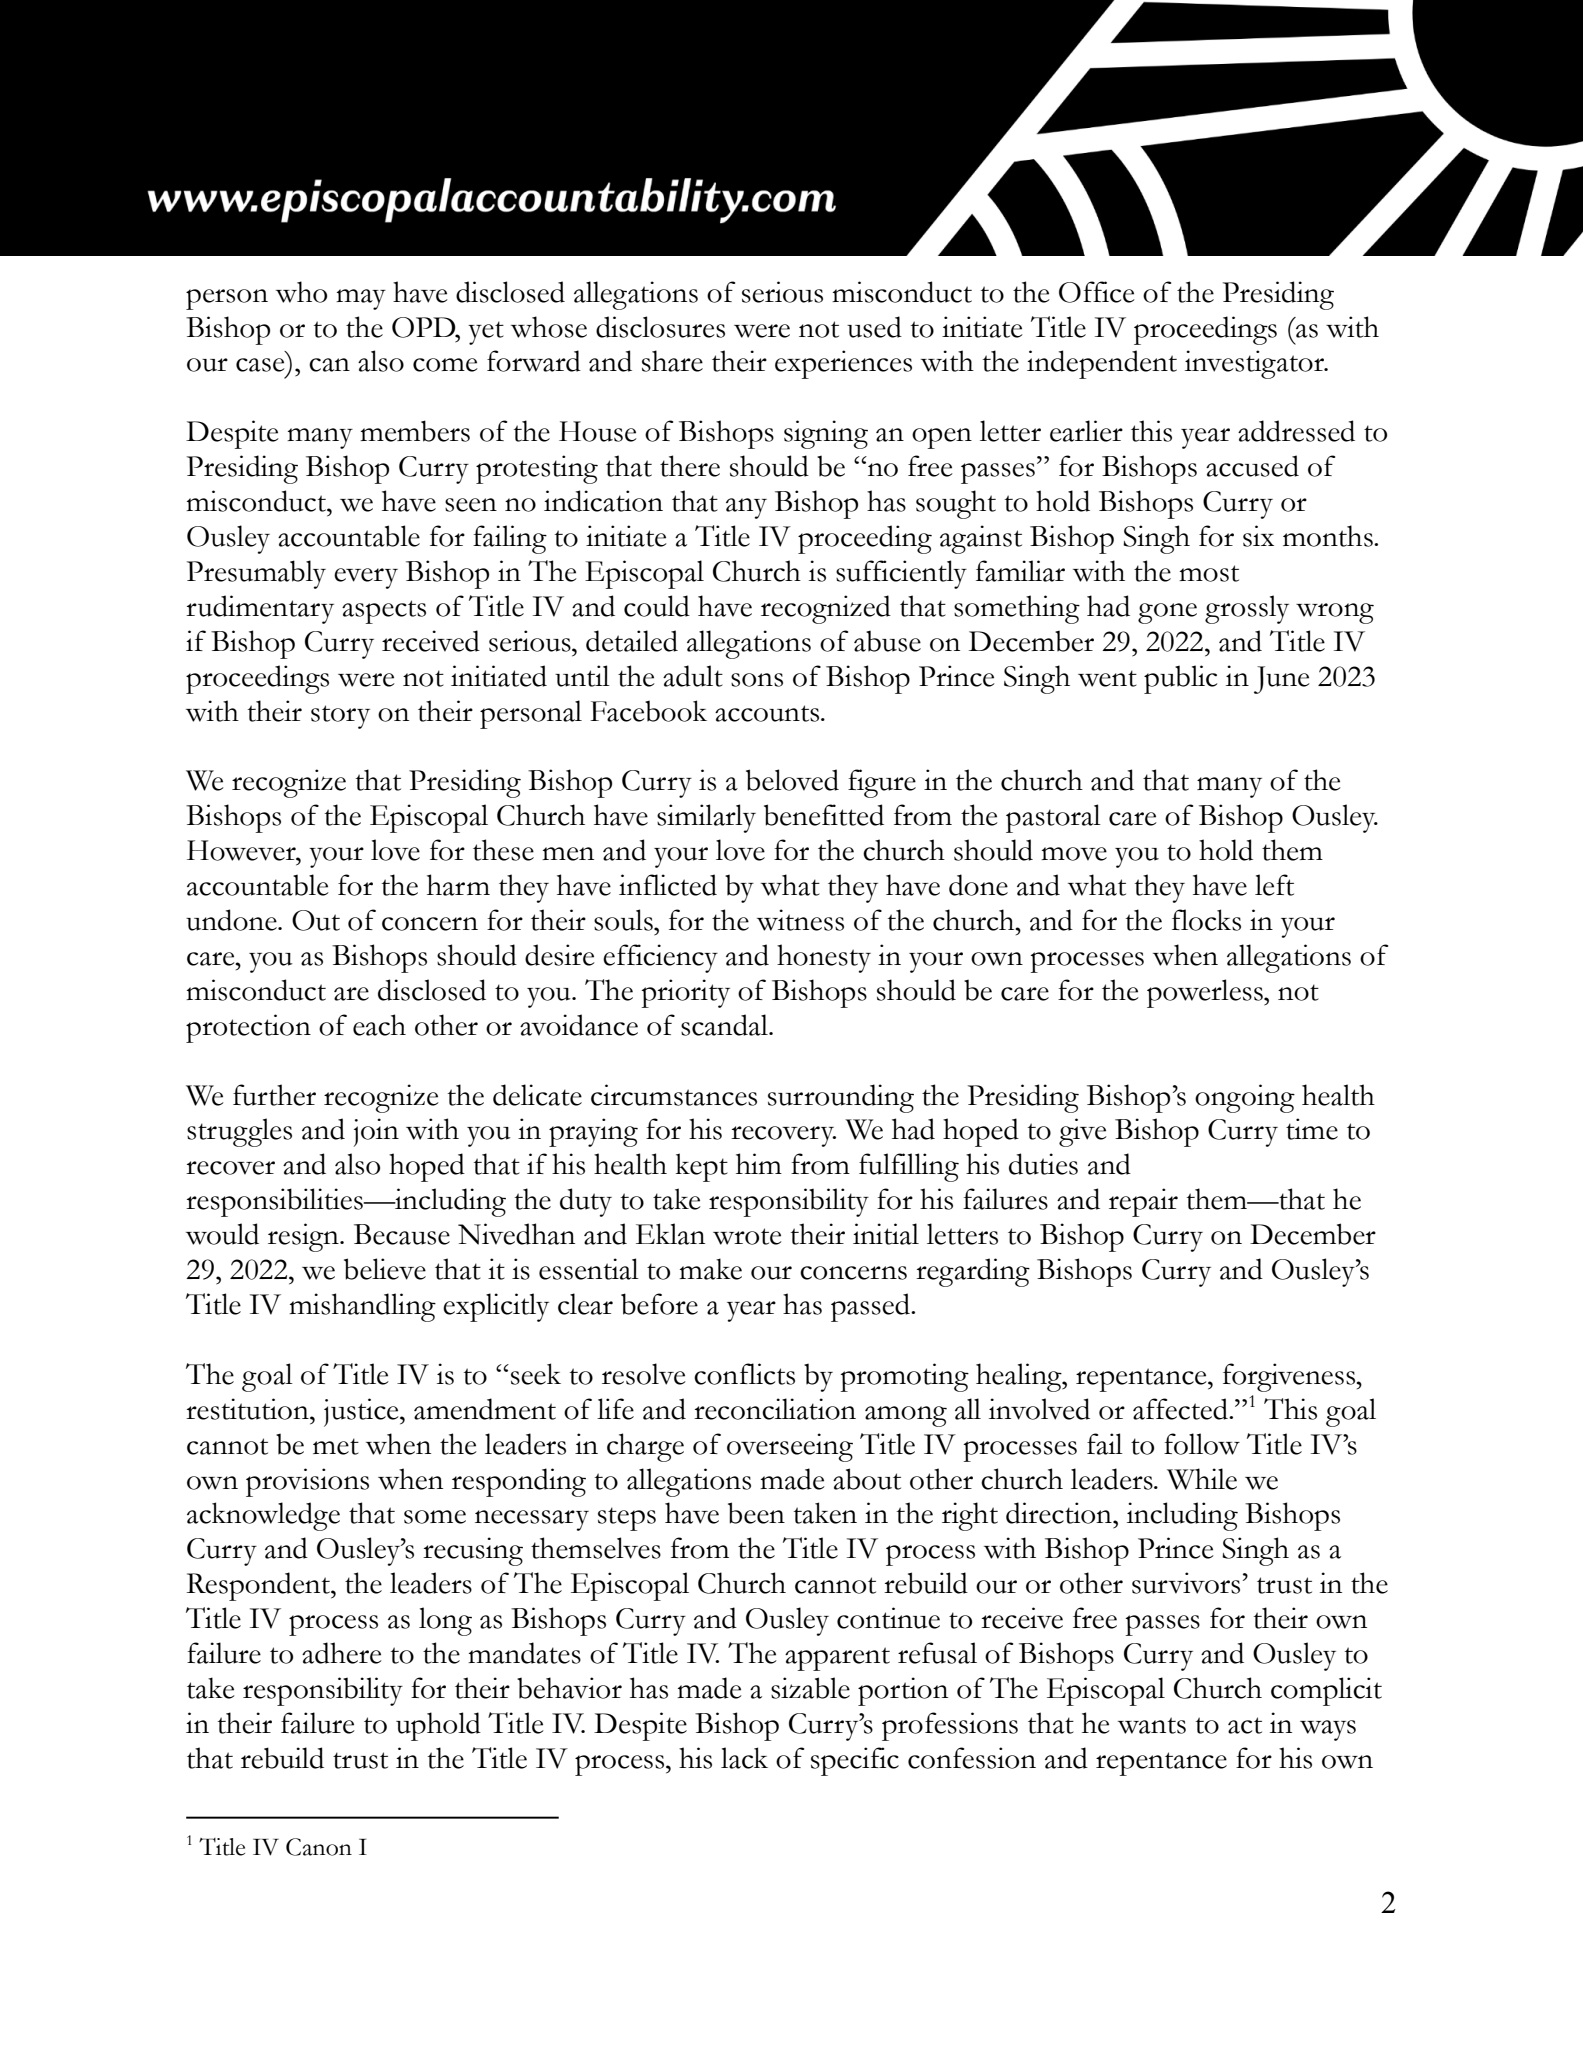 www.episcopalaccountability.com
person who may have disclosed allegations of serious misconduct to the Office of the Presiding
Bishop or to the OPD, yet whose disclosures were not used to initiate Title IV proceedings (as with
our case), can also come forward and share their experiences with the independent investigator.
Despite many members of the House of Bishops signing an open letter earlier this year addressed to
Presiding Bishop Curry protesting that there should be “no free passes” for Bishops accused of
misconduct, we have seen no indication that any Bishop has sought to hold Bishops Curry or
Ousley accountable for failing to initiate a Title IV proceeding against Bishop Singh for six months.
Presumably every Bishop in The Episcopal Church is sufficiently familiar with the most
rudimentary aspects of Title IV and could have recognized that something had gone grossly wrong
if Bishop Curry received serious, detailed allegations of abuse on December 29, 2022, and Title IV
proceedings were not initiated until the adult sons of Bishop Prince Singh went public in June 2023
with their story on their personal Facebook accounts.
We recognize that Presiding Bishop Curry is a beloved figure in the church and that many of the
Bishops of the Episcopal Church have similarly benefitted from the pastoral care of Bishop Ousley.
However, your love for these men and your love for the church should move you to hold them
accountable for the harm they have inflicted by what they have done and what they have left
undone. Out of concern for their souls, for the witness of the church, and for the flocks in your
care, you as Bishops should desire efficiency and honesty in your own processes when allegations of
misconduct are disclosed to you. The priority of Bishops should be care for the powerless, not
protection of each other or avoidance of scandal.
We further recognize the delicate circumstances surrounding the Presiding Bishop’s ongoing health
struggles and join with you in praying for his recovery. We had hoped to give Bishop Curry time to
recover and also hoped that if his health kept him from fulfilling his duties and
responsibilities—including the duty to take responsibility for his failures and repair them—that he
would resign. Because Nivedhan and Eklan wrote their initial letters to Bishop Curry on December
29, 2022, we believe that it is essential to make our concerns regarding Bishops Curry and Ousley’s
Title IV mishandling explicitly clear before a year has passed.
The goal of Title IV is to “seek to resolve conflicts by promoting healing, repentance, forgiveness,
restitution, justice, amendment of life and reconciliation among all involved or affected.”1 This goal
cannot be met when the leaders in charge of overseeing Title IV processes fail to follow Title IV’s
own provisions when responding to allegations made about other church leaders. While we
acknowledge that some necessary steps have been taken in the right direction, including Bishops
Curry and Ousley’s recusing themselves from the Title IV process with Bishop Prince Singh as a
Respondent, the leaders of The Episcopal Church cannot rebuild our or other survivors’ trust in the
Title IV process as long as Bishops Curry and Ousley continue to receive free passes for their own
failure to adhere to the mandates of Title IV. The apparent refusal of Bishops Curry and Ousley to
take responsibility for their behavior has made a sizable portion of The Episcopal Church complicit
in their failure to uphold Title IV. Despite Bishop Curry’s professions that he wants to act in ways
that rebuild trust in the Title IV process, his lack of specific confession and repentance for his own
1 Title IV Canon I
2